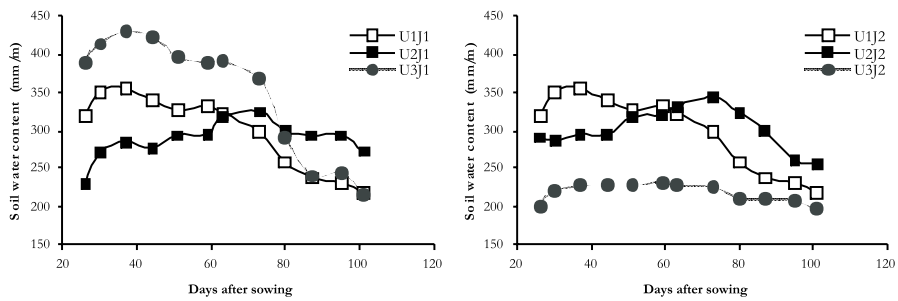 450
400
350
300
250
200
150
20 40 60 80 100 120
Soil water content (mm/m)
Days after sowing
U1J1
U2J1
U3J1
450
400
350
300
250
200
150
20 40 60 80 100 120
Soil water content (mm/m)
Days after sowing
U1J2
U2J2
U3J2